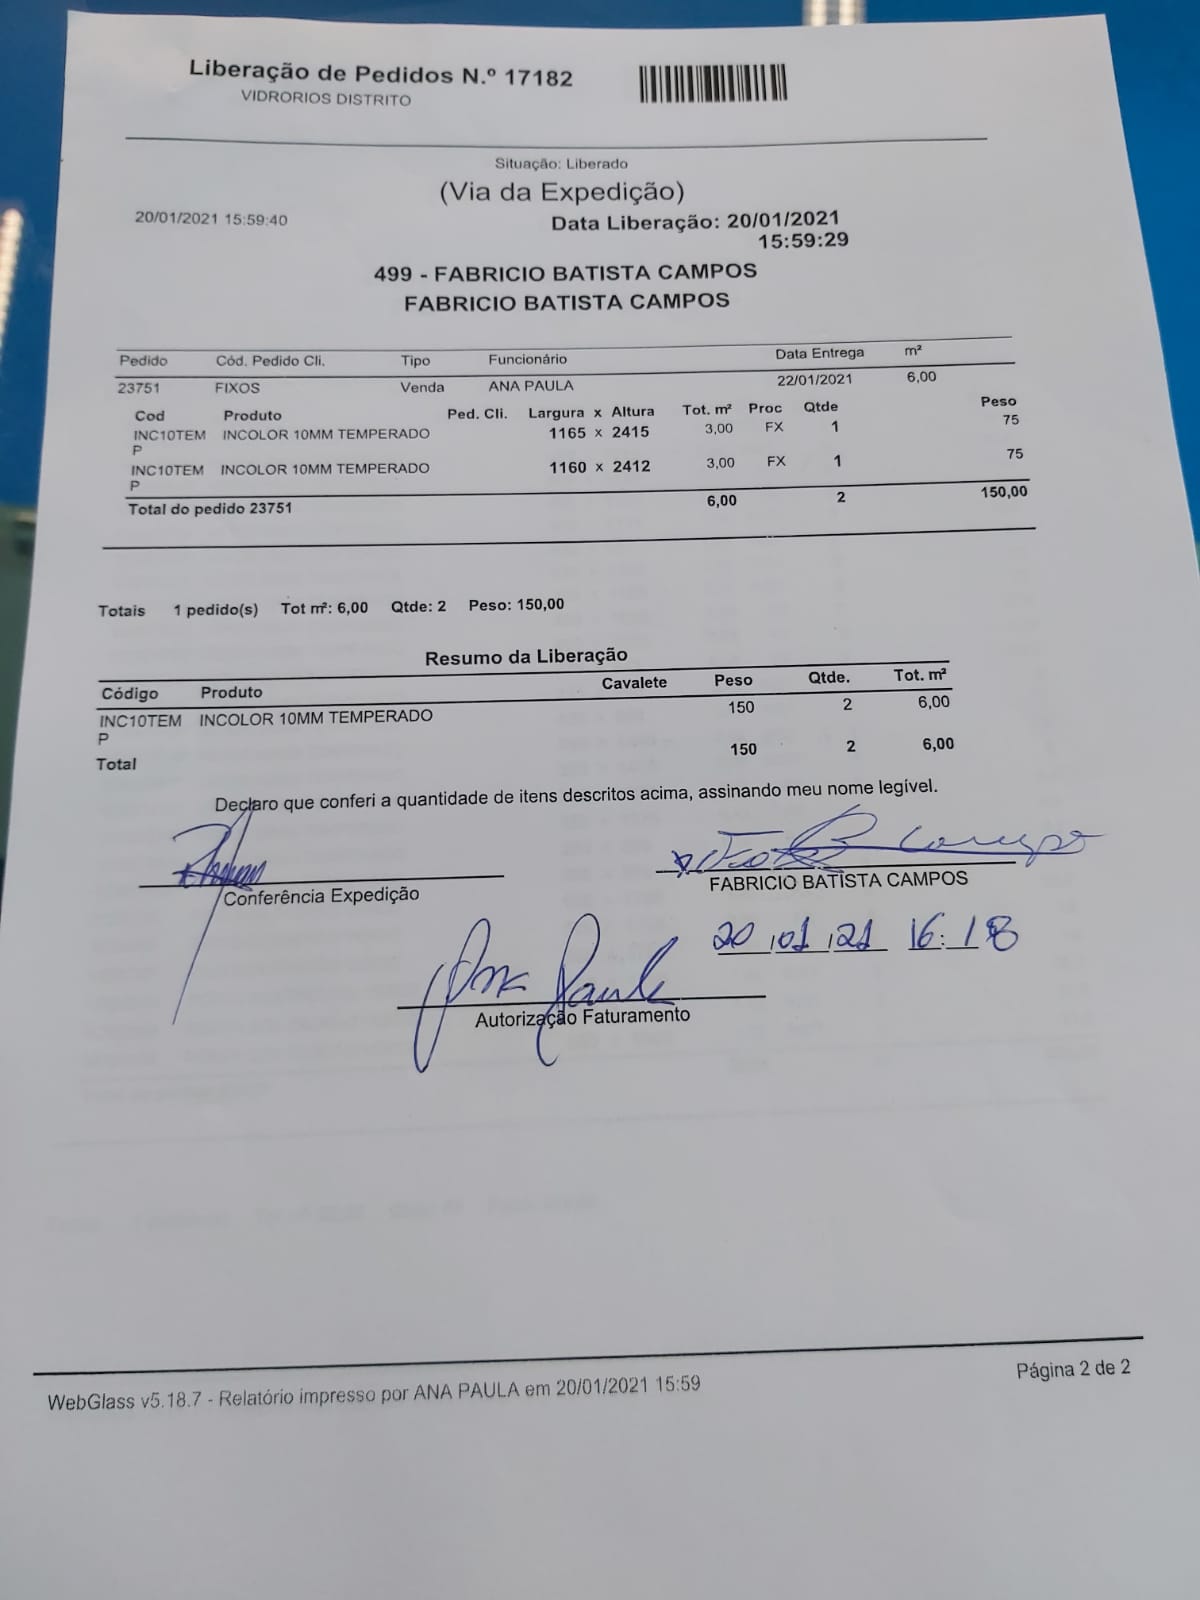 Liberação de Pedidos N.º 17182
VIDRORIOS DISTRITO
Situação: Liberado
(Via da Expedição)
20/01/2021 15:59:40
Data Liberação: 20/01/2021
15:59:29
499 - FABRICIO BATISTA CAMPOS
FABRICIO BATISTA CAMPOS
Pedido Cód. Pedido Cli. Tipo Funcionário Data Entrega m²
23751 FIXOS Venda ANA PAULA 22/01/2021 6,00
Cod Produto Ped. Cli. Largura x Altura Tot. m² Proc Qtde Peso
INC10TEM INCOLOR 10MM TEMPERADO 1165 x 2415 3,00 FX 1 75
P
INC10TEM INCOLOR 10MM TEMPERADO 1160 x 2412 3,00 FX 1 75
P
Total do pedido 23751 6,00 2 150,00
Totais 1 pedido(s) Tot m²: 6,00 Qtde: 2 Peso: 150,00
Resumo da Liberação
Código Produto Cavalete Peso Qtde. Tot. m²
INC10TEM INCOLOR 10MM TEMPERADO 150 2 6,00
P
Total 150 2 6,00
Declaro que conferi a quantidade de itens descritos acima, assinando meu nome legível.
Campos
Conferência Expedição
FABRICIO BATISTA CAMPOS
20/01/21 16:18
Ana Paula
Autorização Faturamento
WebGlass v5.18.7 - Relatório impresso por ANA PAULA em 20/01/2021 15:59
Página 2 de 2